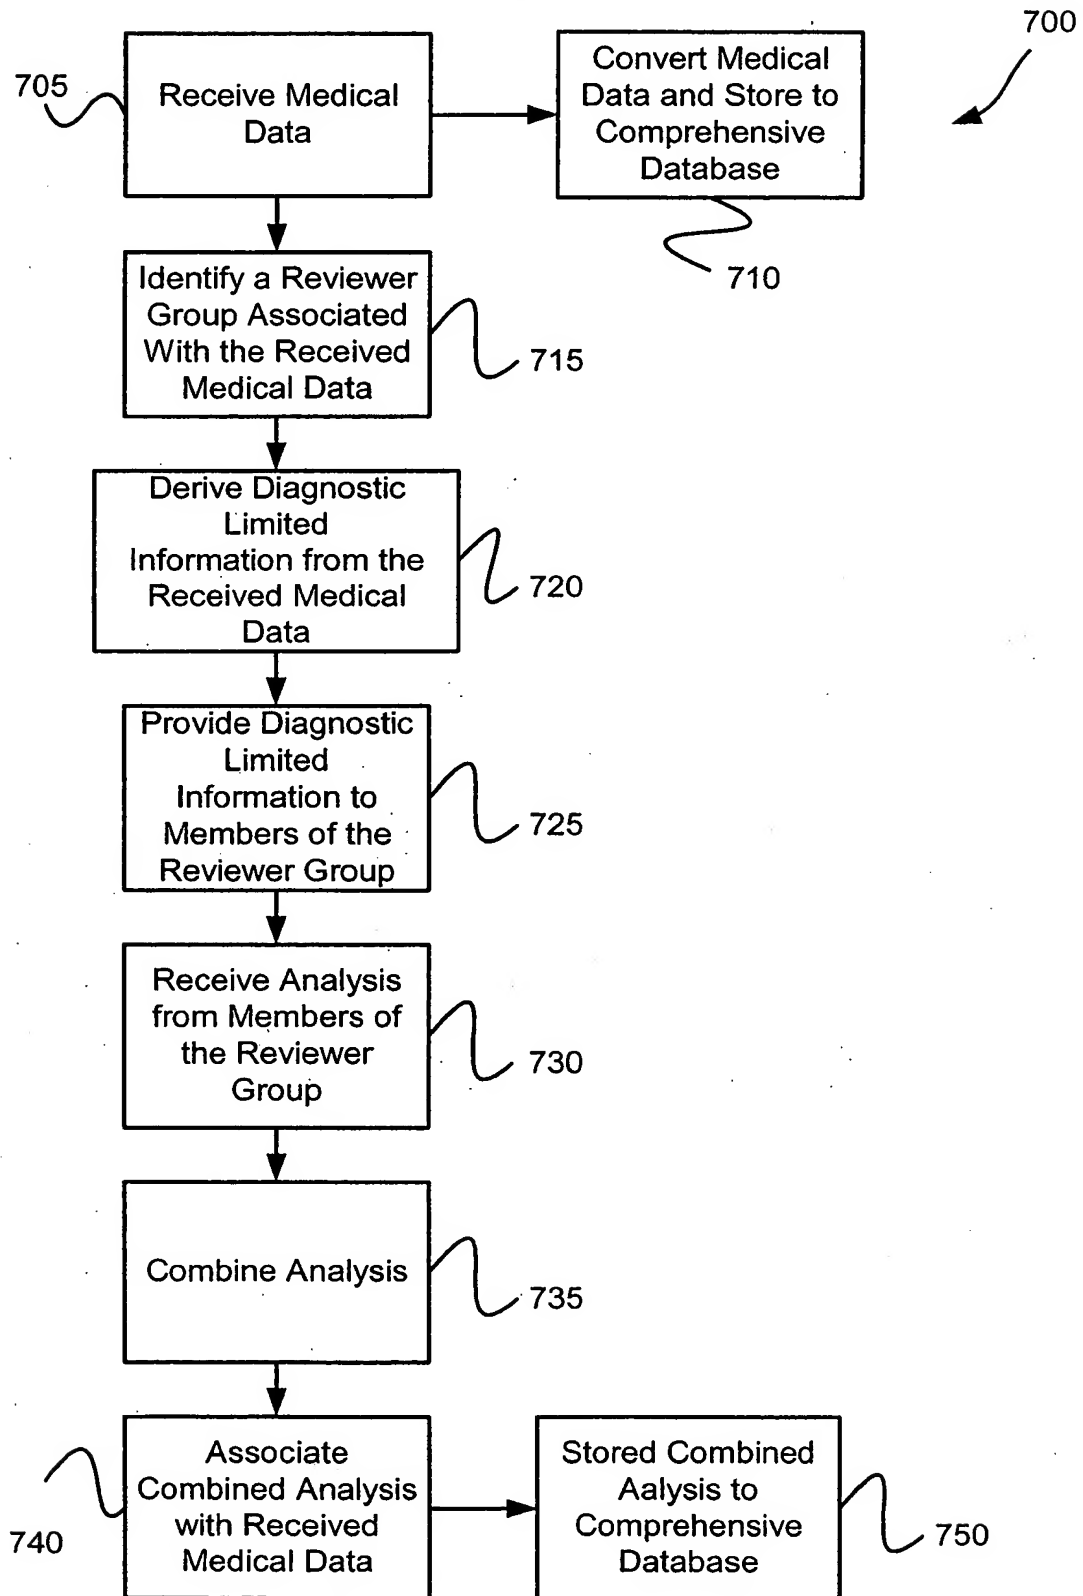 700
705
Receive Medical
Data
Convert Medical
Data and Store to
Comprehensive
Database
710
Identify a Reviewer
Group Associated
With the Received
Medical Data
715
Derive Diagnostic
Limited
Information from the
Received Medical
Data
720
Provide Diagnostic
Limited
Information to
Members of the
Reviewer Group
725
Receive Analysis
from Members of
the Reviewer
Group
730
Combine Analysis
735
Associate
Combined Analysis
with Received
Medical Data
740
Stored Combined
Aalysis to
Comprehensive
Database
750